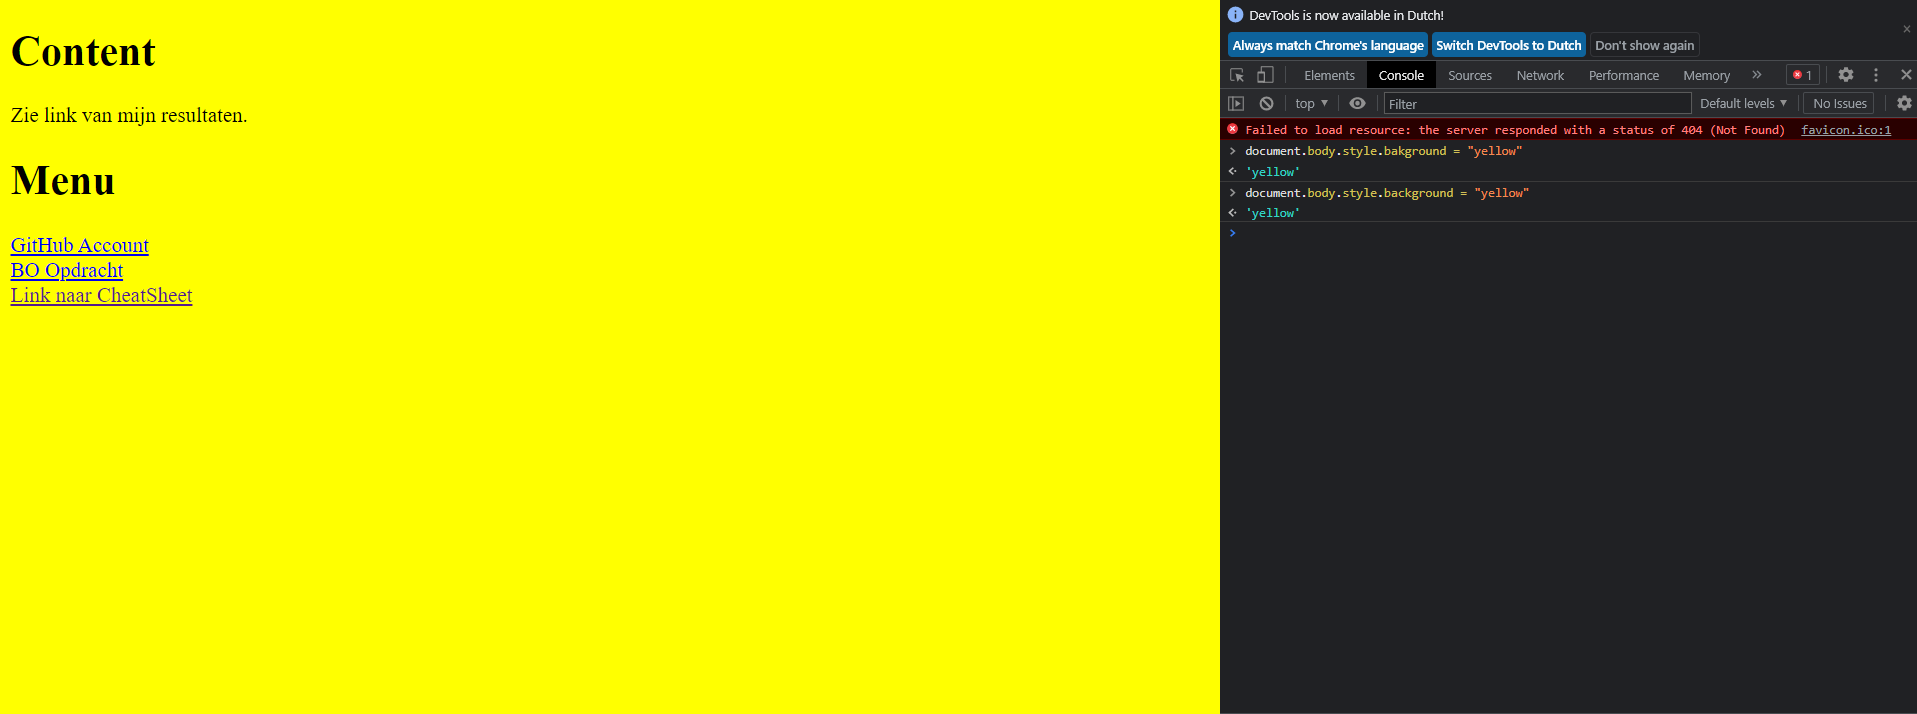 Content
Zie link van mijn resultaten.
Menu
GitHub Account
BO Opdracht
Link naar CheatSheet
DevTools is now available in Dutch!
Always match Chrome's language Switch DevTools to Dutch Don't show again
Elements Console Sources Network Performance Memory 1
top Filter Default levels No Issues
Failed to load resource: the server responded with a status of 404 (Not Found) favicon.ico:1
document.body.style.bakground = "yellow"
'yellow'
document.body.style.background = "yellow"
'yellow'